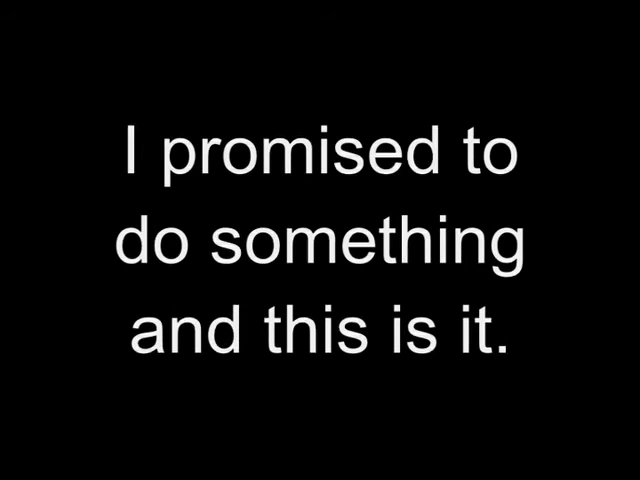 I promised to
do something
and this is it.